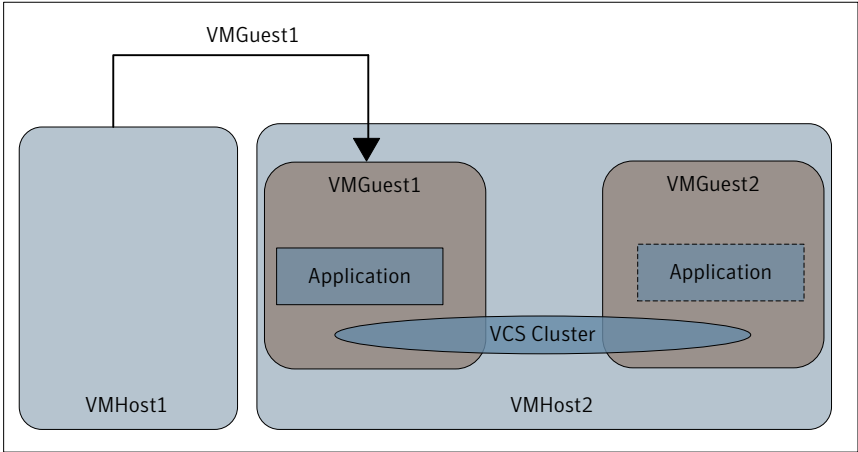 VMGuest1
VMGuest1
VMGuest2
Application
Application
VCS Cluster
VMHost1
VMHost2